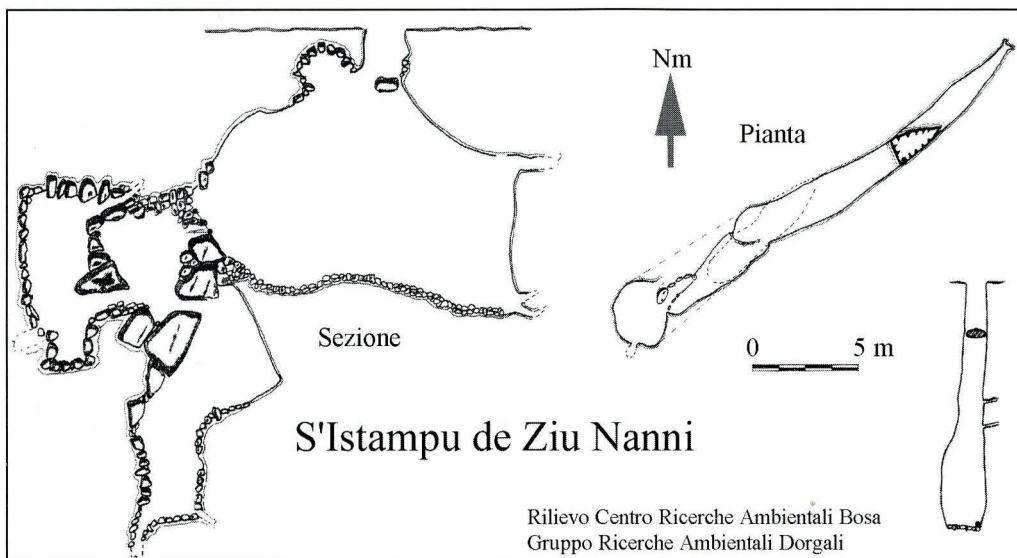 Nm
Pianta
Sezione
0 5 m
S'Istampu de Ziu Nanni
Rilievo Centro Ricerche Ambientali Bosa
Gruppo Ricerche Ambientali Dorgali